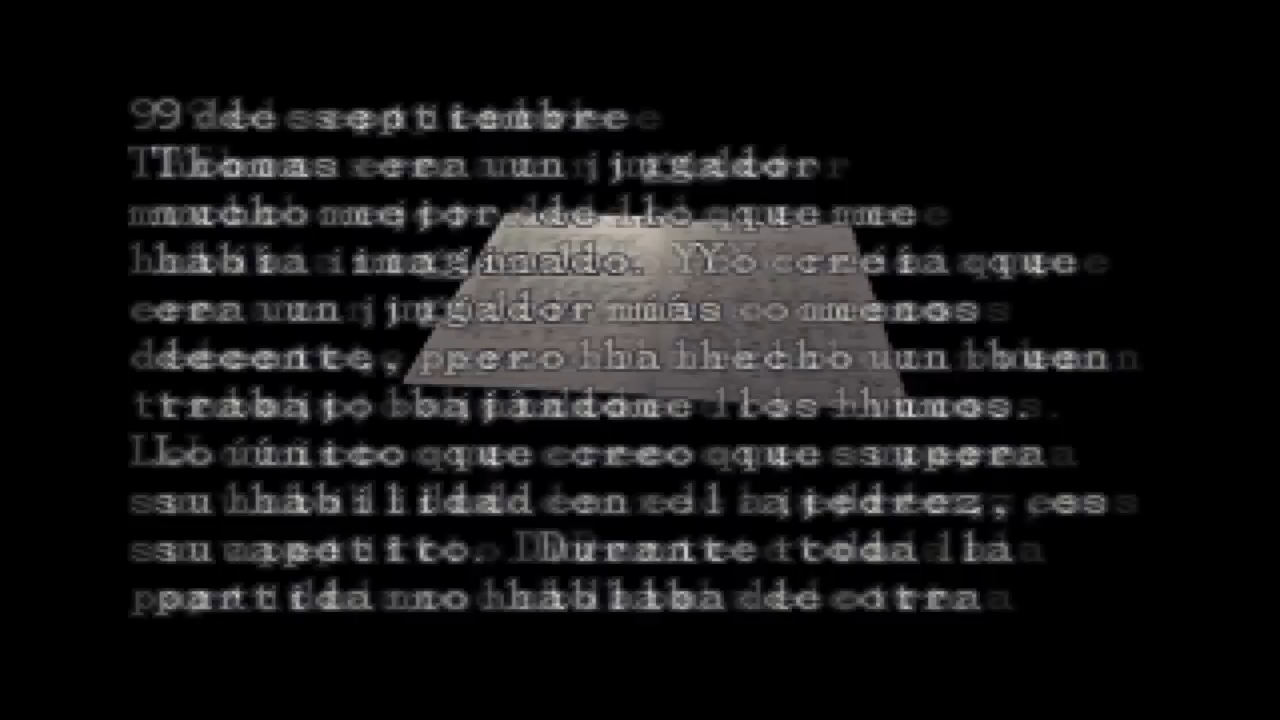 9 de septiembre
Thomas era un jugador
mucho mejor de lo que me
había imaginado. Yo creía que
era un jugador más o menos
decente, pero ha hecho un buen
trabajo bajándome los humos.
Lo único que creo que supera
su habilidad en el ajedrez, es
su apetito. Durante toda la
partida no hablaba de otra